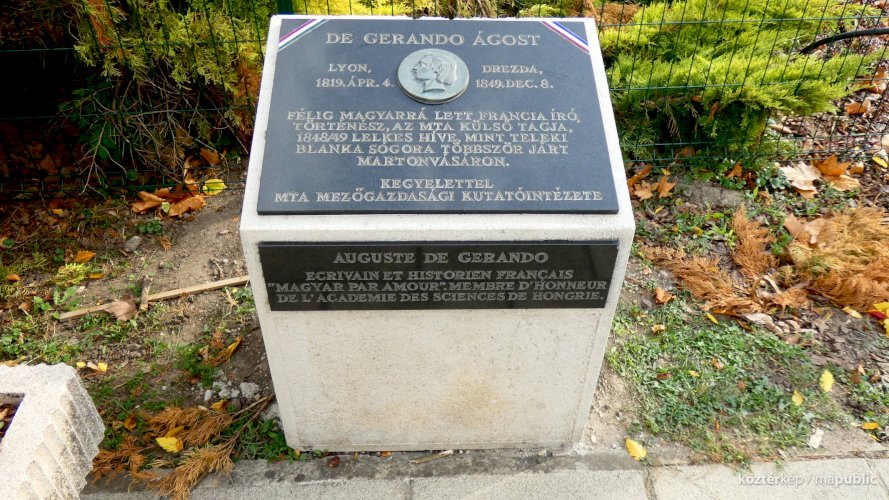 DE GERANDO ÁGOST
LYON, DREZDA,
1819. ÁPR. 4. 1849. DEC. 8.
FÉLIG MAGYARRÁ LETT FRANCIA ÍRÓ,
TÖRTÉNÉSZ, AZ MTA KÜLSŐ TAGJA,
1848/49 LELKES HÍVE, MINT TELEKI
BLANKA SÓGORA TÖBBSZÖR JÁRT
MARTONVÁSÁRON.
KEGYELETTEL
MTA MEZŐGAZDASÁGI KUTATÓINTÉZETE
AUGUSTE DE GERANDO
ECRIVAIN ET HISTORIEN FRANÇAIS
"MAGYAR PAR AMOUR". MEMBRE D'HONNEUR
DE L'ACADEMIE DES SCIENCES DE HONGRIE.
köztérkép / mapublic